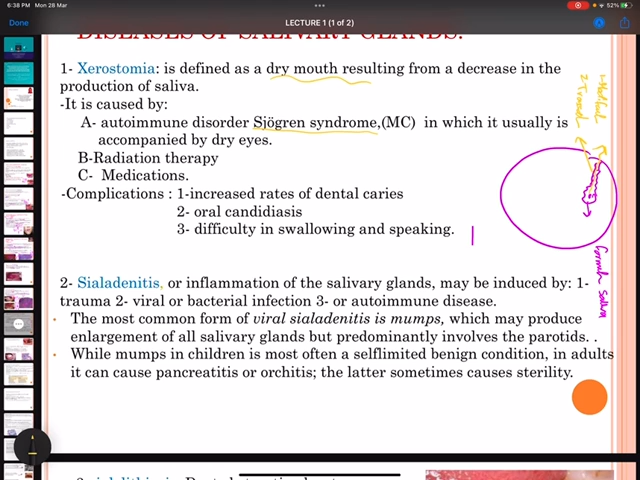 6:38 PM Mon 28 Mar
52%
Done
LECTURE 1 (1 of 2)
DISEASES OF SALIVARY GLANDS:
1- Xerostomia: is defined as a dry mouth resulting from a decrease in the
production of saliva.
-It is caused by:
A- autoimmune disorder Sjögren syndrome,(MC) in which it usually is
accompanied by dry eyes.
B-Radiation therapy
C- Medications.
-Complications : 1-increased rates of dental caries
2- oral candidiasis
3- difficulty in swallowing and speaking.
2- Sialadenitis, or inflammation of the salivary glands, may be induced by: 1-
trauma 2- viral or bacterial infection 3- or autoimmune disease.
• The most common form of viral sialadenitis is mumps, which may produce
enlargement of all salivary glands but predominantly involves the parotids. .
• While mumps in children is most often a selflimited benign condition, in adults
it can cause pancreatitis or orchitis; the latter sometimes causes sterility.